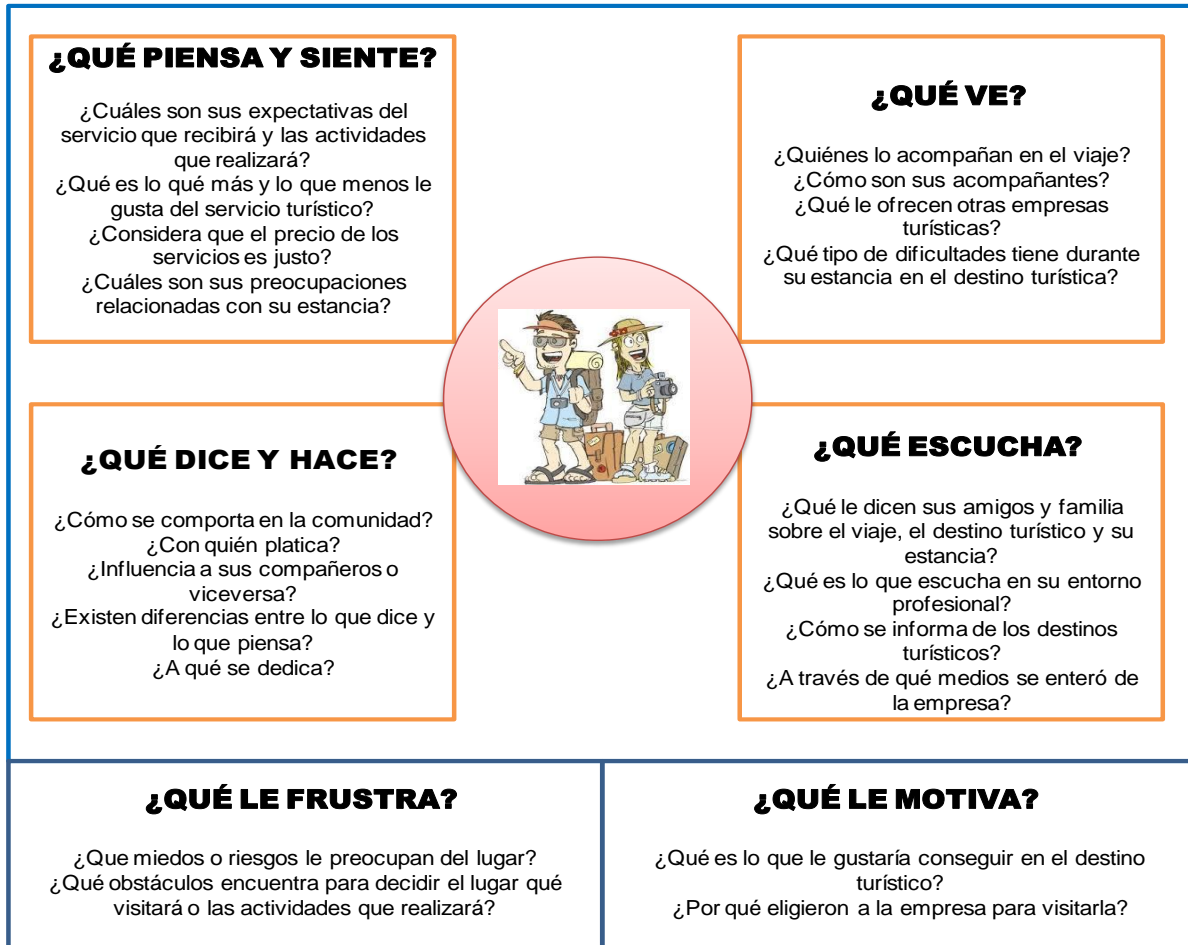 ¿QUÉ PIENSA Y SIENTE?
¿Cuáles son sus expectativas del
servicio que recibirá y las actividades
que realizará?
¿Qué es lo qué más y lo que menos le
gusta del servicio turístico?
¿Considera que el precio de los
servicios es justo?
¿Cuáles son sus preocupaciones
relacionadas con su estancia?
¿QUÉ VE?
¿Quiénes lo acompañan en el viaje?
¿Cómo son sus acompañantes?
¿Qué le ofrecen otras empresas
turísticas?
¿Qué tipo de dificultades tiene durante
su estancia en el destino turística?
¿QUÉ DICE Y HACE?
¿Cómo se comporta en la comunidad?
¿Con quién platica?
¿Influencia a sus compañeros o
viceversa?
¿Existen diferencias entre lo que dice y
lo que piensa?
¿A qué se dedica?
¿QUÉ ESCUCHA?
¿Qué le dicen sus amigos y familia
sobre el viaje, el destino turístico y su
estancia?
¿Qué es lo que escucha en su entorno
profesional?
¿Cómo se informa de los destinos
turísticos?
¿A través de qué medios se enteró de
la empresa?
¿QUÉ LE FRUSTRA?
¿Que miedos o riesgos le preocupan del lugar?
¿Qué obstáculos encuentra para decidir el lugar qué
visitará o las actividades que realizará?
¿QUÉ LE MOTIVA?
¿Qué es lo que le gustaría conseguir en el destino
turístico?
¿Por qué eligieron a la empresa para visitarla?